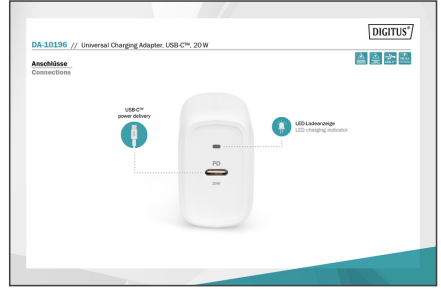 DIGITUS®
DA-10196 // Universal Charging Adapter, USB-C™, 20 W
Anschlüsse
Connections
USB-C™
power delivery
LED-Ladeanzeige
LED charging indicator
PD
20W